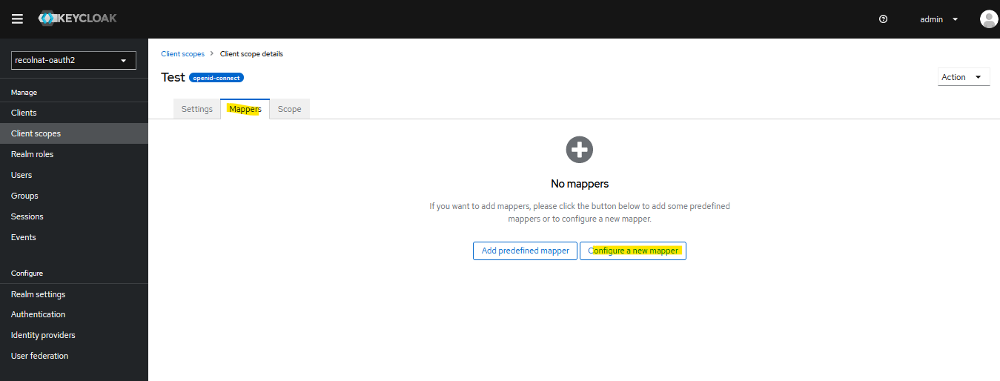 KEYCLOAK
admin
recolnat-oauth2
Manage
Clients
Client scopes
Realm roles
Users
Groups
Sessions
Events
Configure
Realm settings
Authentication
Identity providers
User federation
Client scopes > Client scope details
Test openid-connect
Action
Settings Mappers Scope
No mappers
If you want to add mappers, please click the button below to add some predefined
mappers or to configure a new mapper.
Add predefined mapper Configure a new mapper